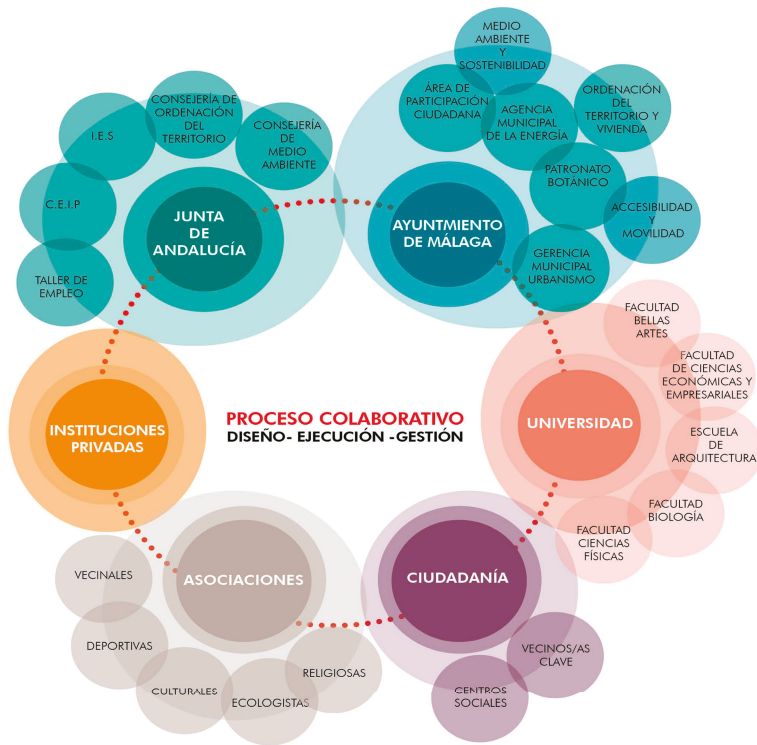 MEDIO
AMBIENTE
Y
SOSTENIBILIDAD
ÁREA DE
PARTICIPACIÓN
CIUDADANA
AGENCIA
MUNICIPAL
DE LA ENERGÍA
ORDENACIÓN
DEL
TERRITORIO Y
VIVIENDA
PATRONATO
BOTÁNICO
ACCESIBILIDAD
Y
MOVILIDAD
GERENCIA
MUNICIPAL
URBANISMO
AYUNTMIENTO
DE MÁLAGA
CONSEJERÍA DE
ORDENACIÓN
DEL
TERRITORIO
CONSEJERÍA
DE
MEDIO
AMBIENTE
I.E.S
C.E.I.P
TALLER DE
EMPLEO
JUNTA
DE
ANDALUCÍA
FACULTAD
BELLAS
ARTES
FACULTAD
DE CIENCIAS
ECONÓMICAS Y
EMPRESARIALES
ESCUELA
DE
ARQUITECTURA
FACULTAD
BIOLOGÍA
FACULTAD
CIENCIAS
FÍSICAS
UNIVERSIDAD
INSTITUCIONES
PRIVADAS
PROCESO COLABORATIVO
DISEÑO- EJECUCIÓN -GESTIÓN
ASOCIACIONES
VECINALES
DEPORTIVAS
CULTURALES
ECOLOGISTAS
RELIGIOSAS
CIUDADANÍA
VECINOS/AS
CLAVE
CENTROS
SOCIALES